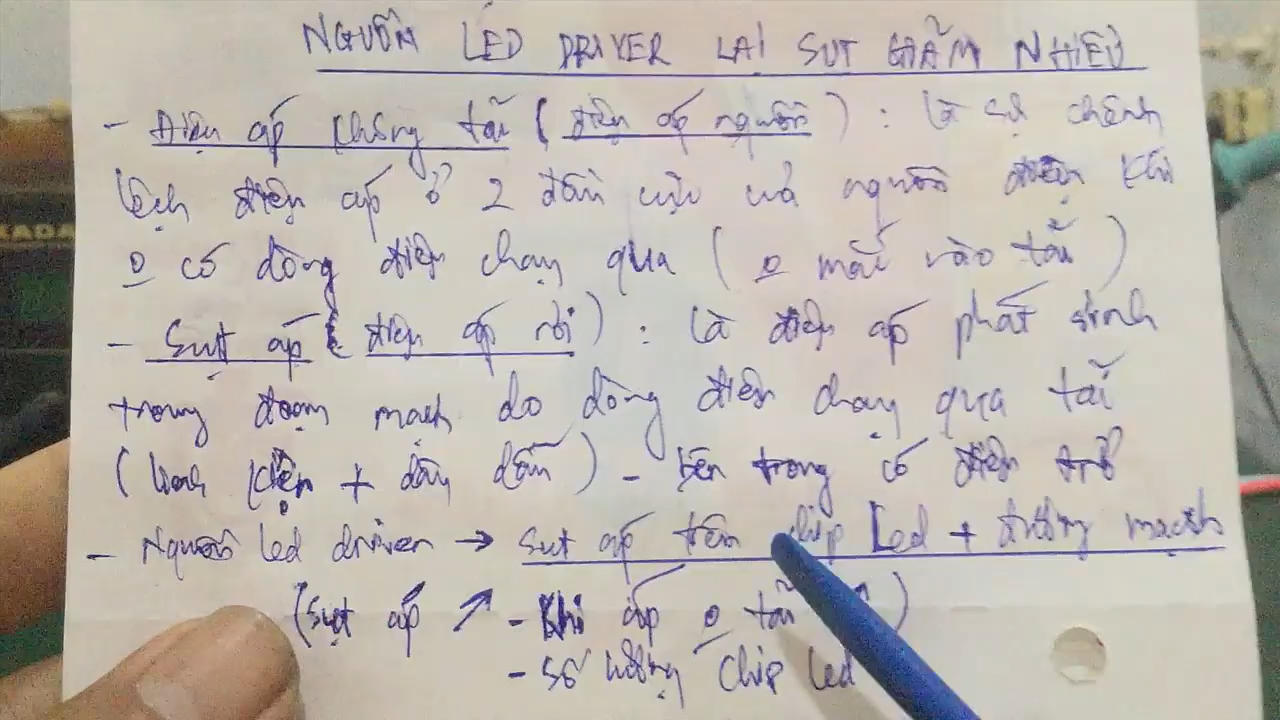 NGUỒN LED DRIVER LẠI SỤT GIẢM NHIỀU
- Điện áp không tải (điện áp nguồn) : là sự chênh
lệch điện áp ở 2 đầu cực của nguồn điện khi
o có dòng điện chạy qua (o mắc vào tải)
- Sụt áp (điện áp rơi) : là điện áp phát sinh
trong đoạn mạch do dòng điện chạy qua tải
(linh kiện + dây dẫn) - bên trong có điện trở
- Nguồn led driver → sụt áp trên chip Led + đường mạch
(sụt áp ↗ - Khi áp o tải )
- số lượng chip led